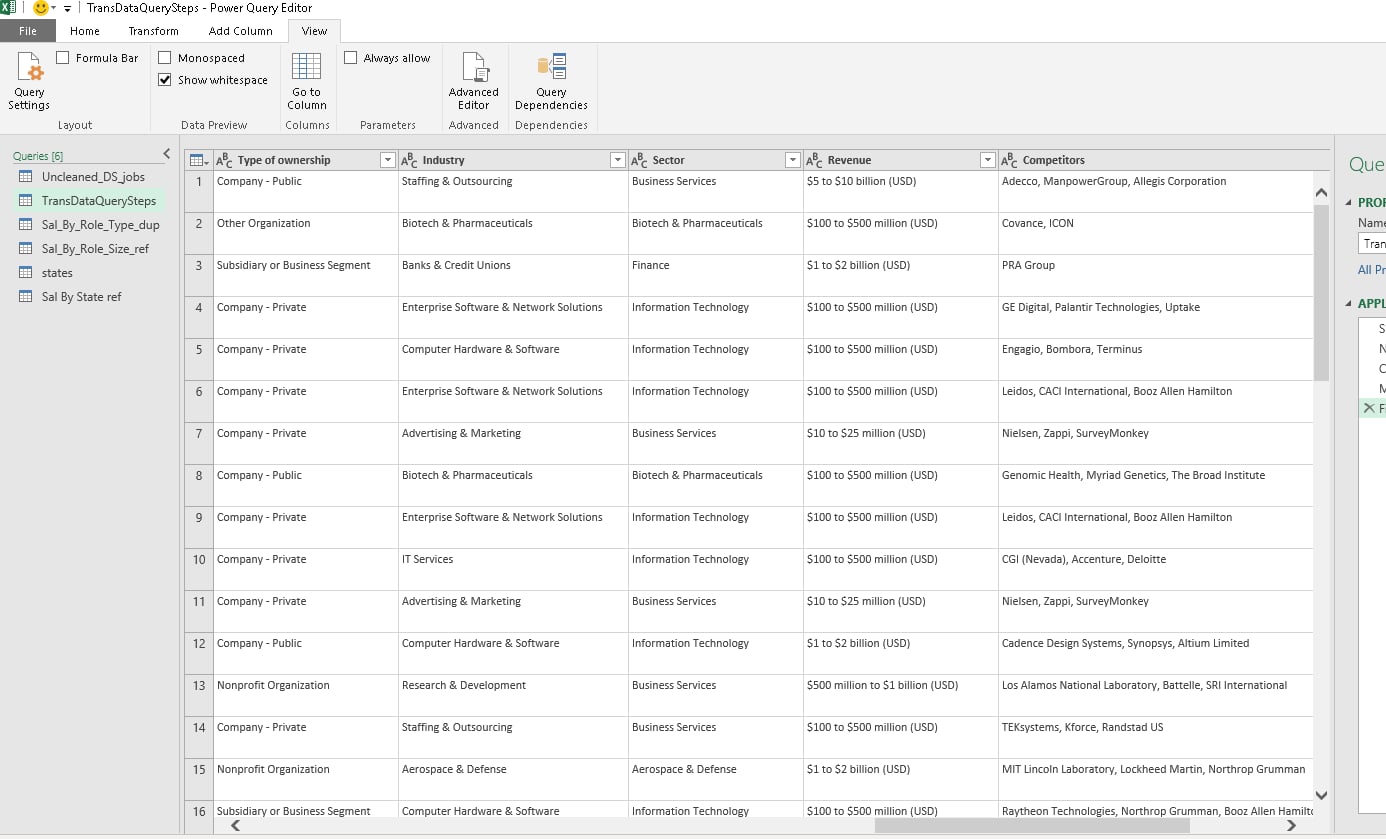 TransDataQuerySteps - Power Query Editor
File Home Transform Add Column View
Query Settings
Formula Bar
Layout
Monospaced
Show whitespace
Data Preview
Go to Column
Columns
Always allow
Parameters
Advanced Editor
Advanced
Query Dependencies
Dependencies
Queries [6]
Uncleaned_DS_jobs
TransDataQuerySteps
Sal_By_Role_Type_dup
Sal_By_Role_Size_ref
states
Sal By State ref
ABC Type of ownership ABC Industry ABC Sector ABC Revenue ABC Competitors
1 Company - Public Staffing & Outsourcing Business Services $5 to $10 billion (USD) Adecco, ManpowerGroup, Allegis Corporation
2 Other Organization Biotech & Pharmaceuticals Biotech & Pharmaceuticals $100 to $500 million (USD) Covance, ICON
3 Subsidiary or Business Segment Banks & Credit Unions Finance $1 to $2 billion (USD) PRA Group
4 Company - Private Enterprise Software & Network Solutions Information Technology $100 to $500 million (USD) GE Digital, Palantir Technologies, Uptake
5 Company - Private Computer Hardware & Software Information Technology $100 to $500 million (USD) Engagio, Bombora, Terminus
6 Company - Private Enterprise Software & Network Solutions Information Technology $100 to $500 million (USD) Leidos, CACI International, Booz Allen Hamilton
7 Company - Private Advertising & Marketing Business Services $10 to $25 million (USD) Nielsen, Zappi, SurveyMonkey
8 Company - Public Biotech & Pharmaceuticals Biotech & Pharmaceuticals $100 to $500 million (USD) Genomic Health, Myriad Genetics, The Broad Institute
9 Company - Private Enterprise Software & Network Solutions Information Technology $100 to $500 million (USD) Leidos, CACI International, Booz Allen Hamilton
10 Company - Private IT Services Information Technology $100 to $500 million (USD) CGI (Nevada), Accenture, Deloitte
11 Company - Private Advertising & Marketing Business Services $10 to $25 million (USD) Nielsen, Zappi, SurveyMonkey
12 Company - Public Computer Hardware & Software Information Technology $1 to $2 billion (USD) Cadence Design Systems, Synopsys, Altium Limited
13 Nonprofit Organization Research & Development Business Services $500 million to $1 billion (USD) Los Alamos National Laboratory, Battelle, SRI International
14 Company - Private Staffing & Outsourcing Business Services $100 to $500 million (USD) TEKsystems, Kforce, Randstad US
15 Nonprofit Organization Aerospace & Defense Aerospace & Defense $1 to $2 billion (USD) MIT Lincoln Laboratory, Lockheed Martin, Northrop Grumman
16 Subsidiary or Business Segment Computer Hardware & Software Information Technology $100 to $500 million (USD) Raytheon Technologies, Northrop Grumman, Booz Allen
Que
PROP
Name
Tran
All Pr
APPL